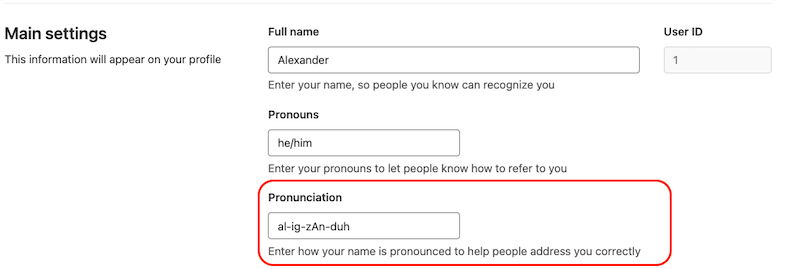 Main settings
This information will appear on your profile
Full name
User ID
Alexander
1
Enter your name, so people you know can recognize you
Pronouns
he/him
Enter your pronouns to let people know how to refer to you
Pronunciation
al-ig-zAn-duh
Enter how your name is pronounced to help people address you correctly